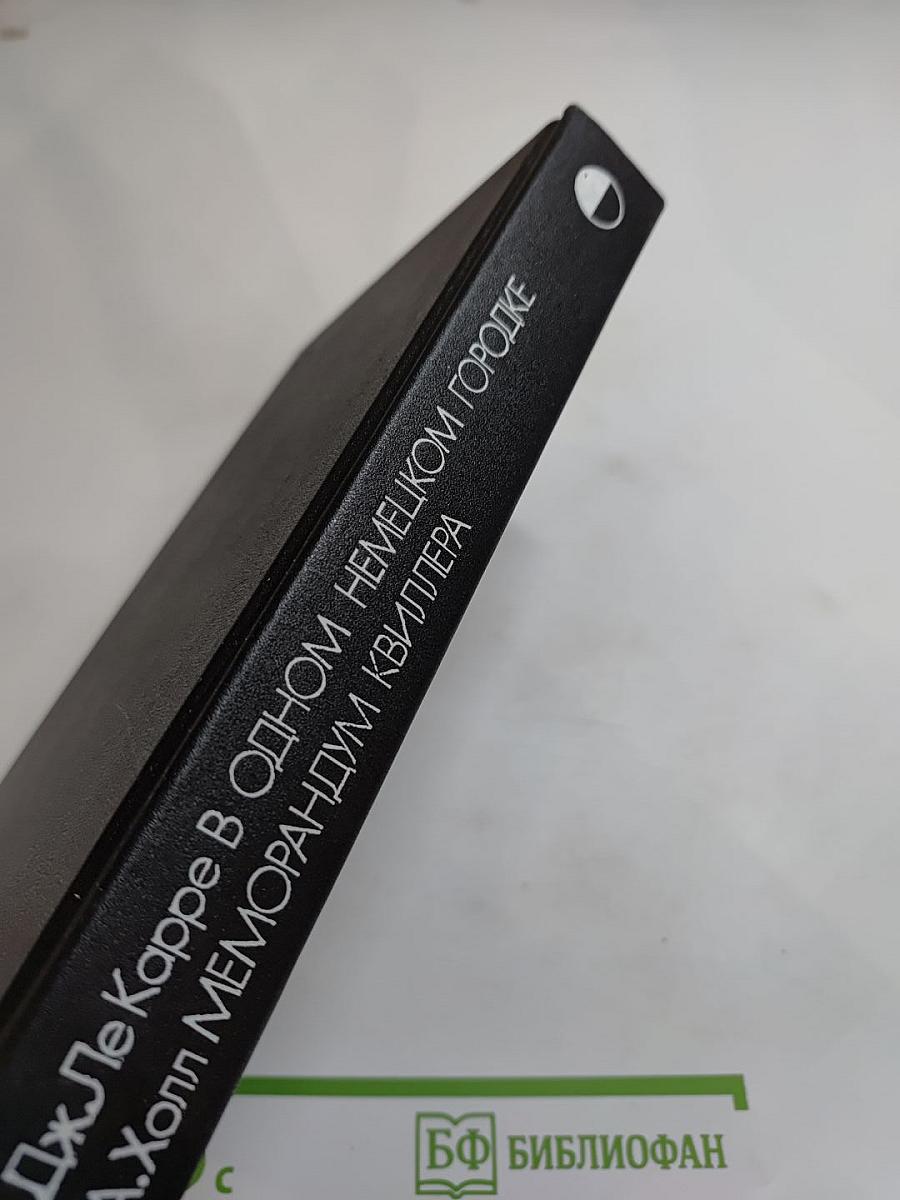 Дж Ле Карре В ОДНОМ НЕМЕЦКОМ ГОРОДКЕ
А. Холл МЕМОРАНДУМ КВИЛЛЕРА
с
БФ БИБЛИОФАН